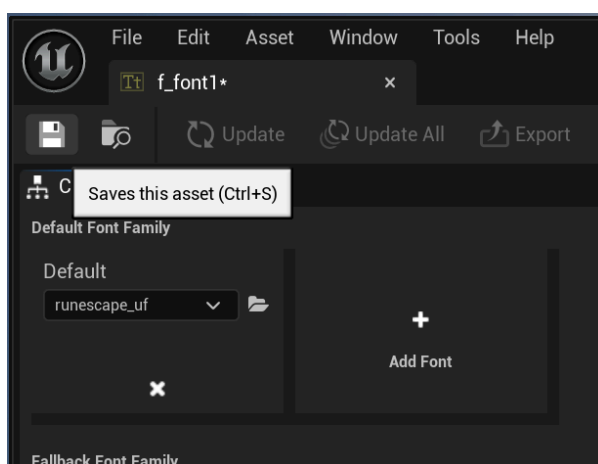 File Edit Asset Window Tools Help
Tt f_font1*
Update Update All Export
C
Saves this asset (Ctrl+S)
Default Font Family
Default
runescape_uf
Add Font
Fallback Font Family